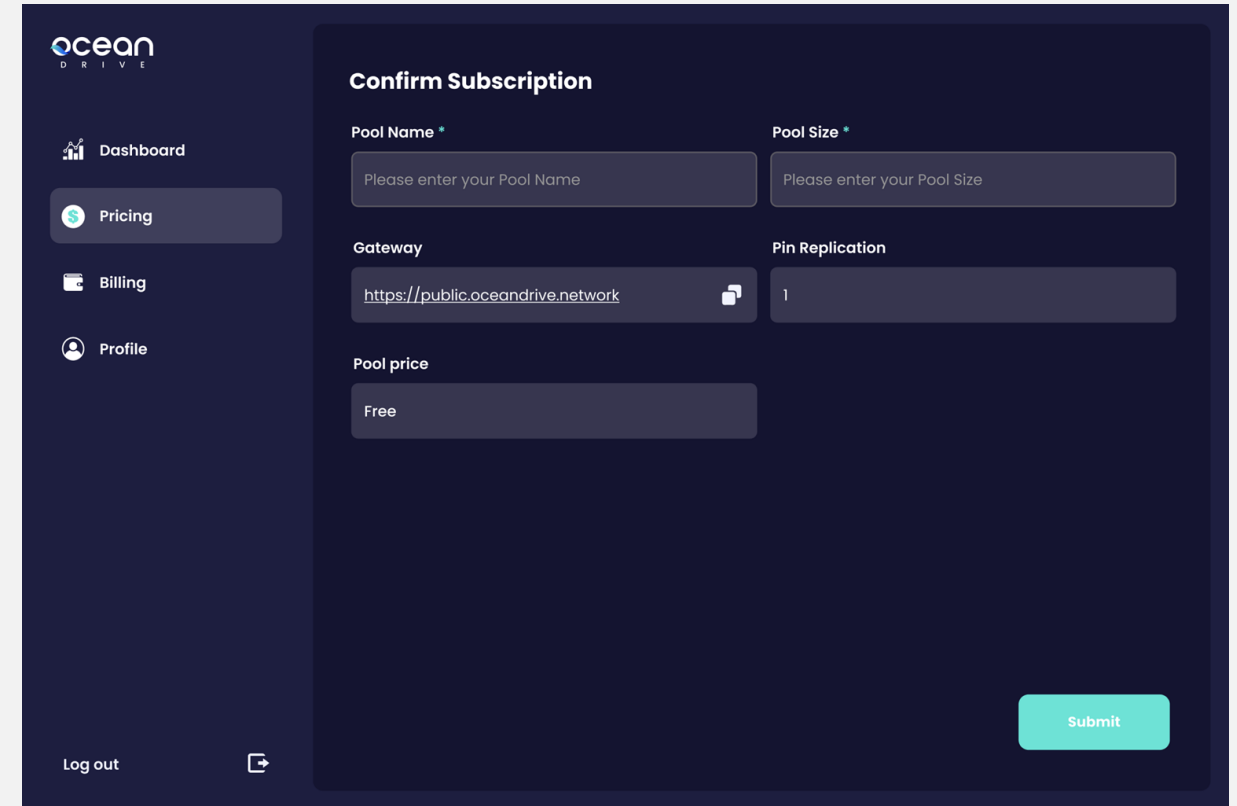 ocean
DRIVE
Dashboard
Pricing
Billing
Profile
Log out
Confirm Subscription
Pool Name *
Please enter your Pool Name
Pool Size *
Please enter your Pool Size
Gateway
https://public.oceandrive.network
Pin Replication
1
Pool price
Free
Submit